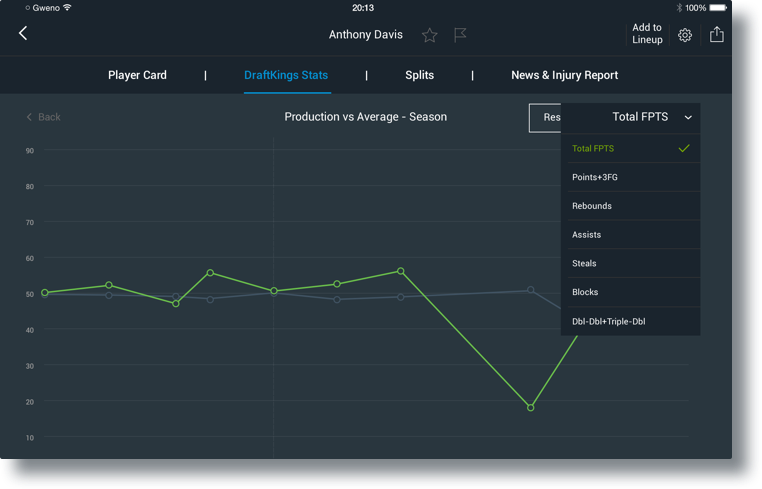 Gweno
20:13
100%
Anthony Davis
Add to
Lineup
Player Card | DraftKings Stats | Splits | News & Injury Report
Back
Production vs Average - Season
Res
Total FPTS
Total FPTS
Points+3FG
Rebounds
Assists
Steals
Blocks
Dbl-Dbl+Triple-Dbl
90
80
70
60
50
40
30
20
10